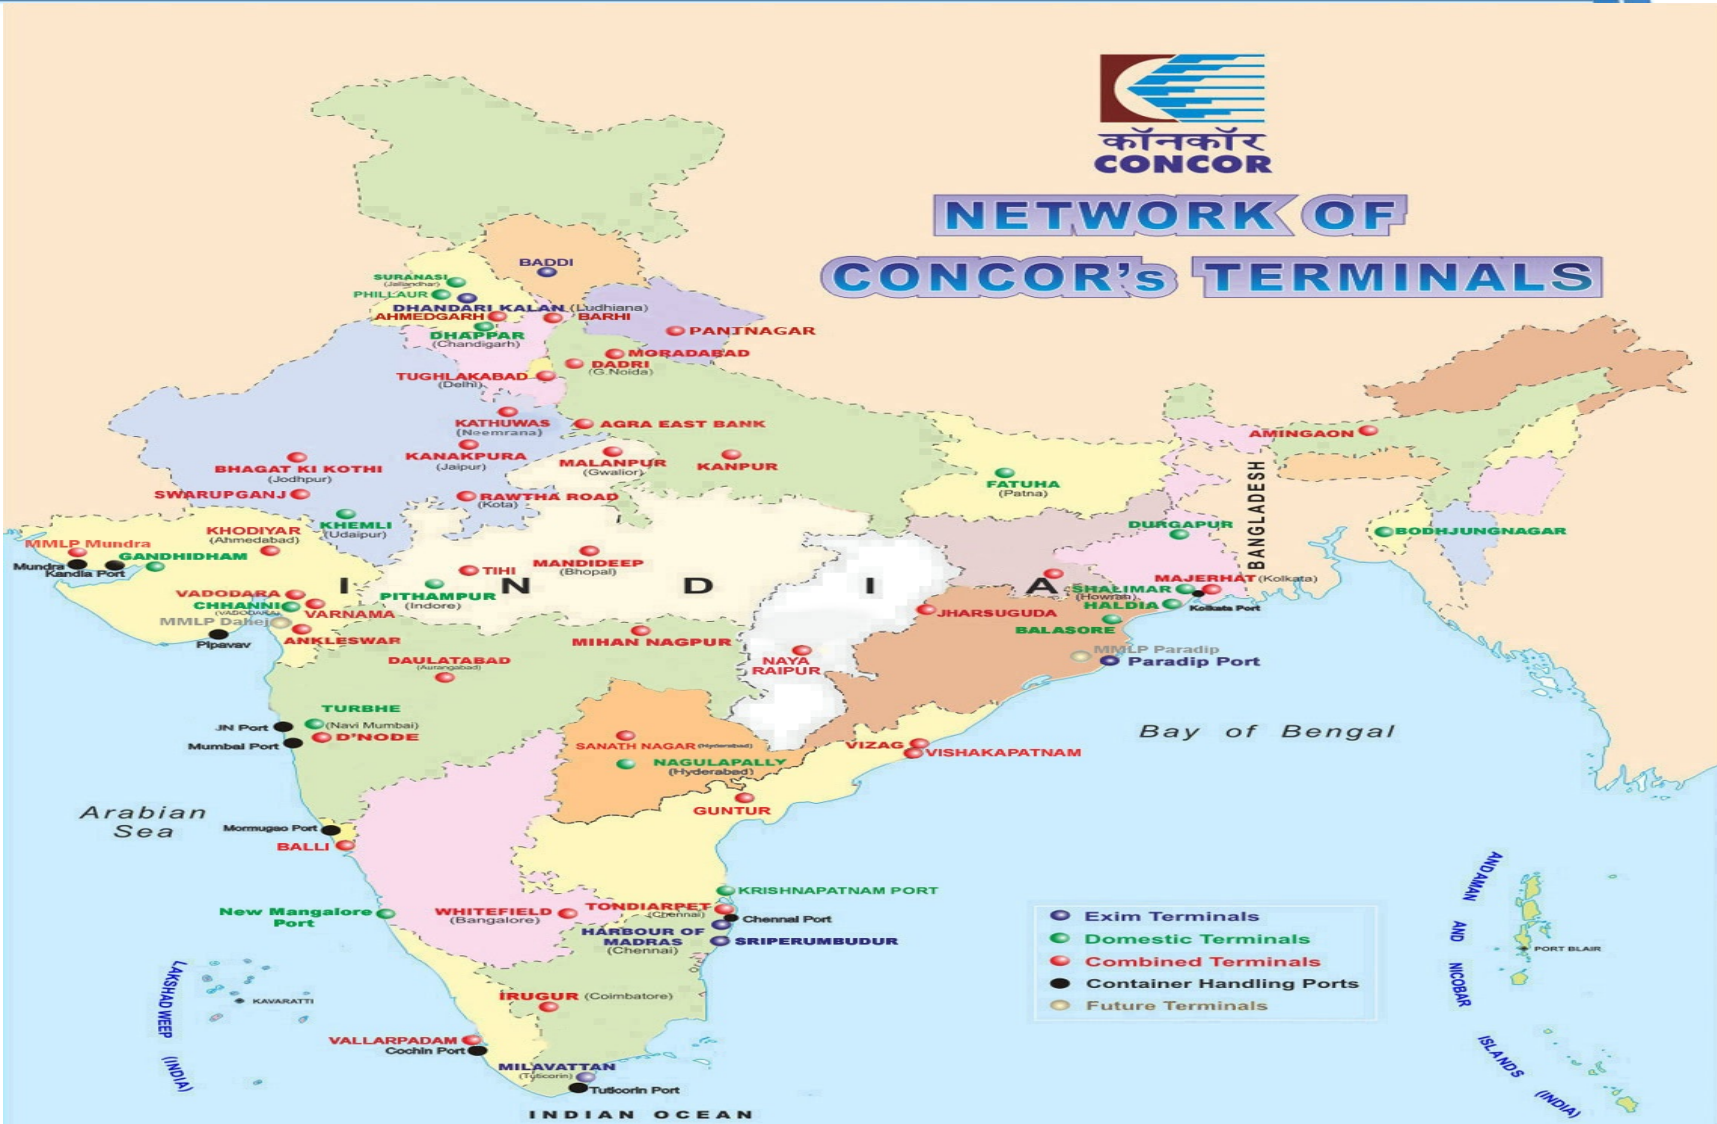 कॉनकॉर
CONCOR
NETWORK OF
CONCOR's TERMINALS
BADDI
SURANASI
(Jallandhar)
PHILLAUR
DHANDARI KALAN (Ludhiana)
AHMEDGARH
BARHI
DHAPPAR
(Chandigarh)
PANTNAGAR
MORADABAD
DADRI
(G.Noida)
TUGHLAKABAD
(Delhi)
KATHUWAS
(Neemrana)
AGRA EAST BANK
AMINGAON
KANAKPURA
(Jaipur)
MALANPUR
(Gwalior)
KANPUR
BHAGAT KI KOTHI
(Jodhpur)
SWARUPGANJ
RAWTHA ROAD
(Kota)
FATUHA
(Patna)
BANGLADESH
KHEMLI
(Udaipur)
KHODIYAR
(Ahmedabad)
DURGAPUR
BODHJUNGNAGAR
MMLP Mundra
GANDHIDHAM
Mundra
Kandla Port
MANDIDEEP
(Bhopal)
TIHI
PITHAMPUR
(Indore)
I N D I A
MAJERHAT (Kolkata)
SHALIMAR
(Howrah)
HALDIA
Kolkata Port
VADODARA
CHHANNI
(VADODARA)
VARNAMA
MMLP Dahej
ANKLESWAR
Pipavav
JHARSUGUDA
BALASORE
MIHAN NAGPUR
MMLP Paradip
Paradip Port
DAULATABAD
(Aurangabad)
NAYA
RAIPUR
TURBHE
(Navi Mumbai)
JN Port
D'NODE
Mumbai Port
Bay of Bengal
SANATH NAGAR (Hyderabad)
NAGULAPALLY
(Hyderabad)
VIZAG
VISHAKAPATNAM
GUNTUR
Arabian
Sea
Mormugao Port
BALLI
KRISHNAPATNAM PORT
New Mangalore
Port
WHITEFIELD
(Bangalore)
TONDIARPET
(Chennai)
Chennai Port
HARBOUR OF
MADRAS
(Chennai)
SRIPERUMBUDUR
Exim Terminals
Domestic Terminals
Combined Terminals
Container Handling Ports
Future Terminals
ANDAMAN AND NICOBAR ISLANDS (INDIA)
PORT BLAIR
LAKSHADWEEP (INDIA)
KAVARATTI
IRUGUR (Coimbatore)
VALLARPADAM
Cochin Port
MILAVATTAN
(Tuticorin)
Tuticorin Port
INDIAN OCEAN